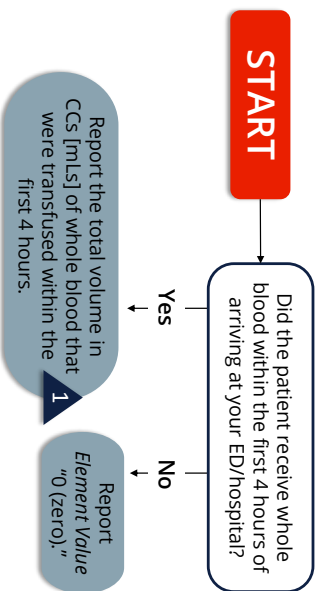 START
Did the patient receive whole
blood within the first 4 hours of
arriving at your ED/hospital?
Yes
No
Report the total volume in
CCs [mLs] of whole blood that
were transfused within the
first 4 hours.
1
Report
Element Value
“0 (zero).”